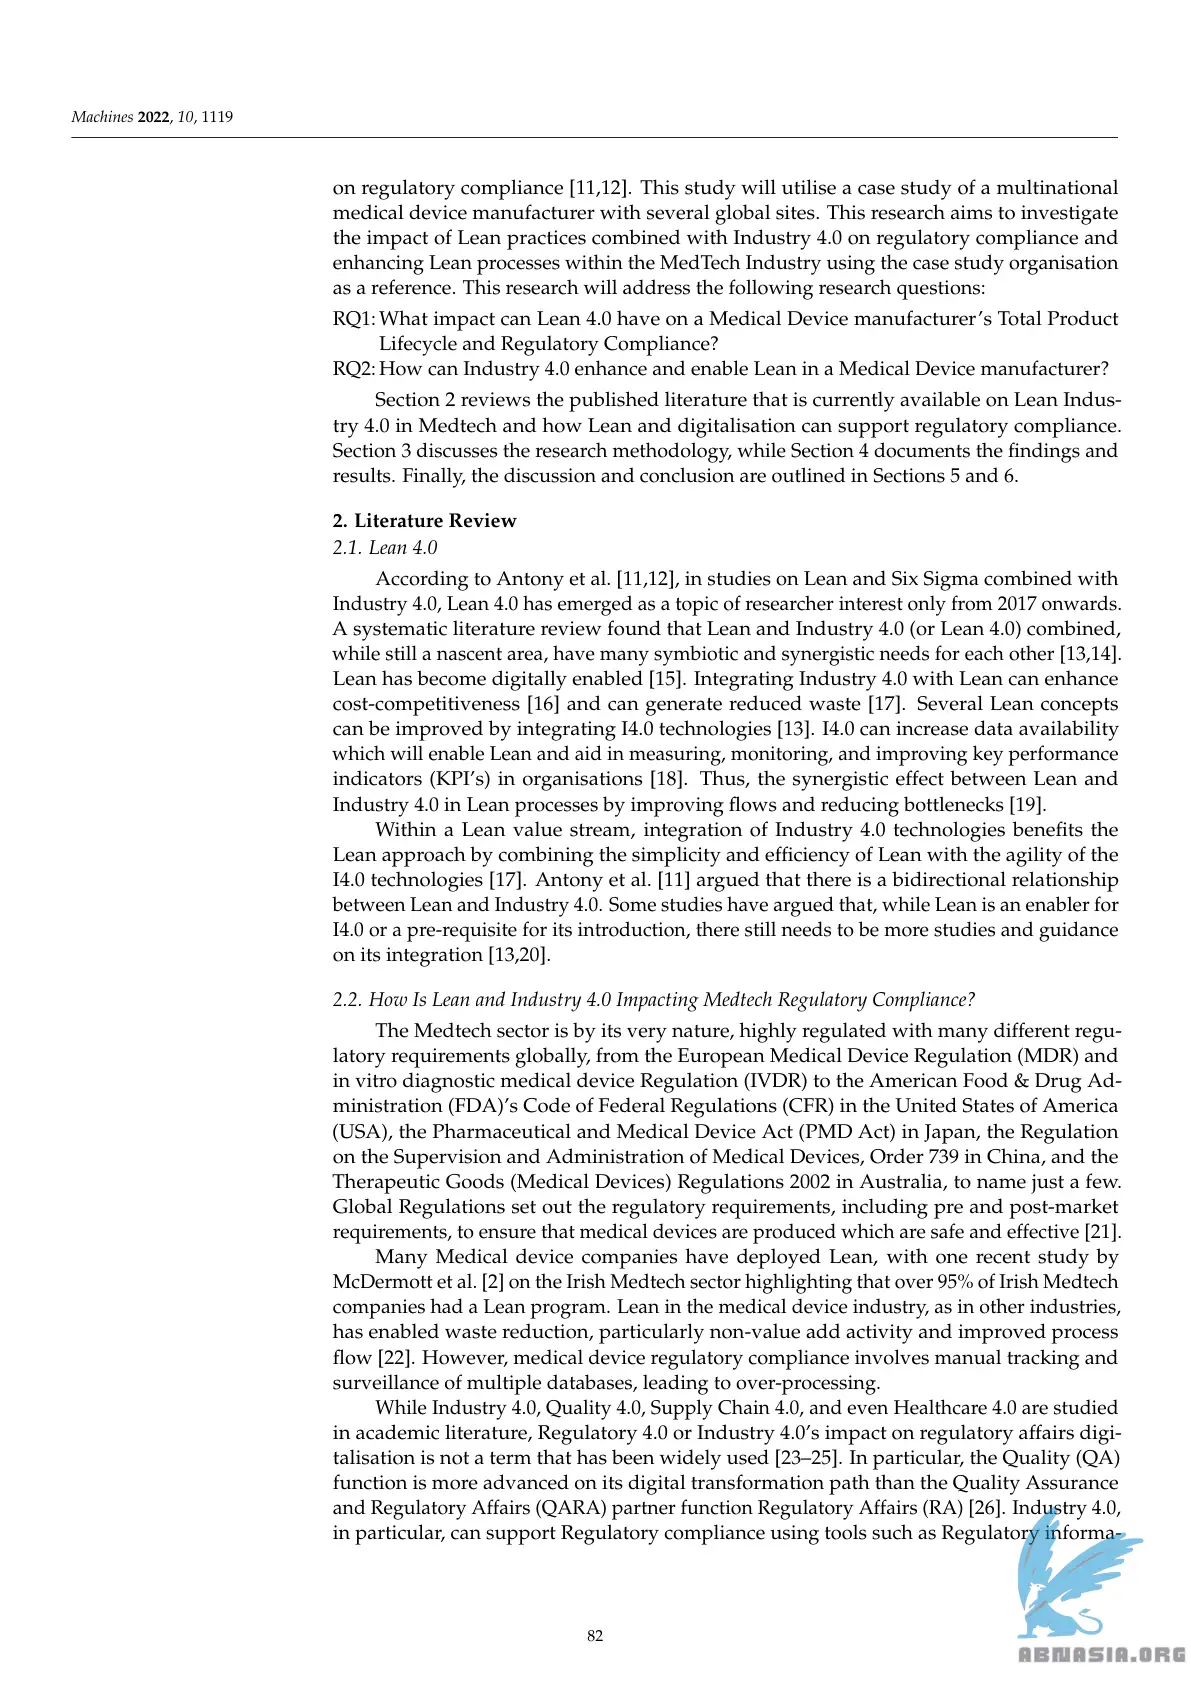 Machines 2022, 10, 1119
on regulatory compliance [11,12]. This study will utilise a case study of a multinational
medical device manufacturer with several global sites. This research aims to investigate
the impact of Lean practices combined with Industry 4.0 on regulatory compliance and
enhancing Lean processes within the MedTech Industry using the case study organisation
as a reference. This research will address the following research questions:
RQ1: What impact can Lean 4.0 have on a Medical Device manufacturer's Total Product
Lifecycle and Regulatory Compliance?
RQ2: How can Industry 4.0 enhance and enable Lean in a Medical Device manufacturer?
Section 2 reviews the published literature that is currently available on Lean Indus-
try 4.0 in Medtech and how Lean and digitalisation can support regulatory compliance.
Section 3 discusses the research methodology, while Section 4 documents the findings and
results. Finally, the discussion and conclusion are outlined in Sections 5 and 6.
2. Literature Review
2.1. Lean 4.0
According to Antony et al. [11,12], in studies on Lean and Six Sigma combined with
Industry 4.0, Lean 4.0 has emerged as a topic of researcher interest only from 2017 onwards.
A systematic literature review found that Lean and Industry 4.0 (or Lean 4.0) combined,
while still a nascent area, have many symbiotic and synergistic needs for each other [13,14].
Lean has become digitally enabled [15]. Integrating Industry 4.0 with Lean can enhance
cost-competitiveness [16] and can generate reduced waste [17]. Several Lean concepts
can be improved by integrating I4.0 technologies [13]. I4.0 can increase data availability
which will enable Lean and aid in measuring, monitoring, and improving key performance
indicators (KPI's) in organisations [18]. Thus, the synergistic effect between Lean and
Industry 4.0 in Lean processes by improving flows and reducing bottlenecks [19].
Within a Lean value stream, integration of Industry 4.0 technologies benefits the
Lean approach by combining the simplicity and efficiency of Lean with the agility of the
I4.0 technologies [17]. Antony et al. [11] argued that there is a bidirectional relationship
between Lean and Industry 4.0. Some studies have argued that, while Lean is an enabler for
I4.0 or a pre-requisite for its introduction, there still needs to be more studies and guidance
on its integration [13,20].
2.2. How Is Lean and Industry 4.0 Impacting Medtech Regulatory Compliance?
The Medtech sector is by its very nature, highly regulated with many different regu-
latory requirements globally, from the European Medical Device Regulation (MDR) and
in vitro diagnostic medical device Regulation (IVDR) to the American Food & Drug Ad-
ministration (FDA)'s Code of Federal Regulations (CFR) in the United States of America
(USA), the Pharmaceutical and Medical Device Act (PMD Act) in Japan, the Regulation
on the Supervision and Administration of Medical Devices, Order 739 in China, and the
Therapeutic Goods (Medical Devices) Regulations 2002 in Australia, to name just a few.
Global Regulations set out the regulatory requirements, including pre and post-market
requirements, to ensure that medical devices are produced which are safe and effective [21].
Many Medical device companies have deployed Lean, with one recent study by
McDermott et al. [2] on the Irish Medtech sector highlighting that over 95% of Irish Medtech
companies had a Lean program. Lean in the medical device industry, as in other industries,
has enabled waste reduction, particularly non-value add activity and improved process
flow [22]. However, medical device regulatory compliance involves manual tracking and
surveillance of multiple databases, leading to over-processing.
While Industry 4.0, Quality 4.0, Supply Chain 4.0, and even Healthcare 4.0 are studied
in academic literature, Regulatory 4.0 or Industry 4.0's impact on regulatory affairs digi-
talisation is not a term that has been widely used [23–25]. In particular, the Quality (QA)
function is more advanced on its digital transformation path than the Quality Assurance
and Regulatory Affairs (QARA) partner function Regulatory Affairs (RA) [26]. Industry 4.0,
in particular, can support Regulatory compliance using tools such as Regulatory informa-
82
ABNASIA.ORG